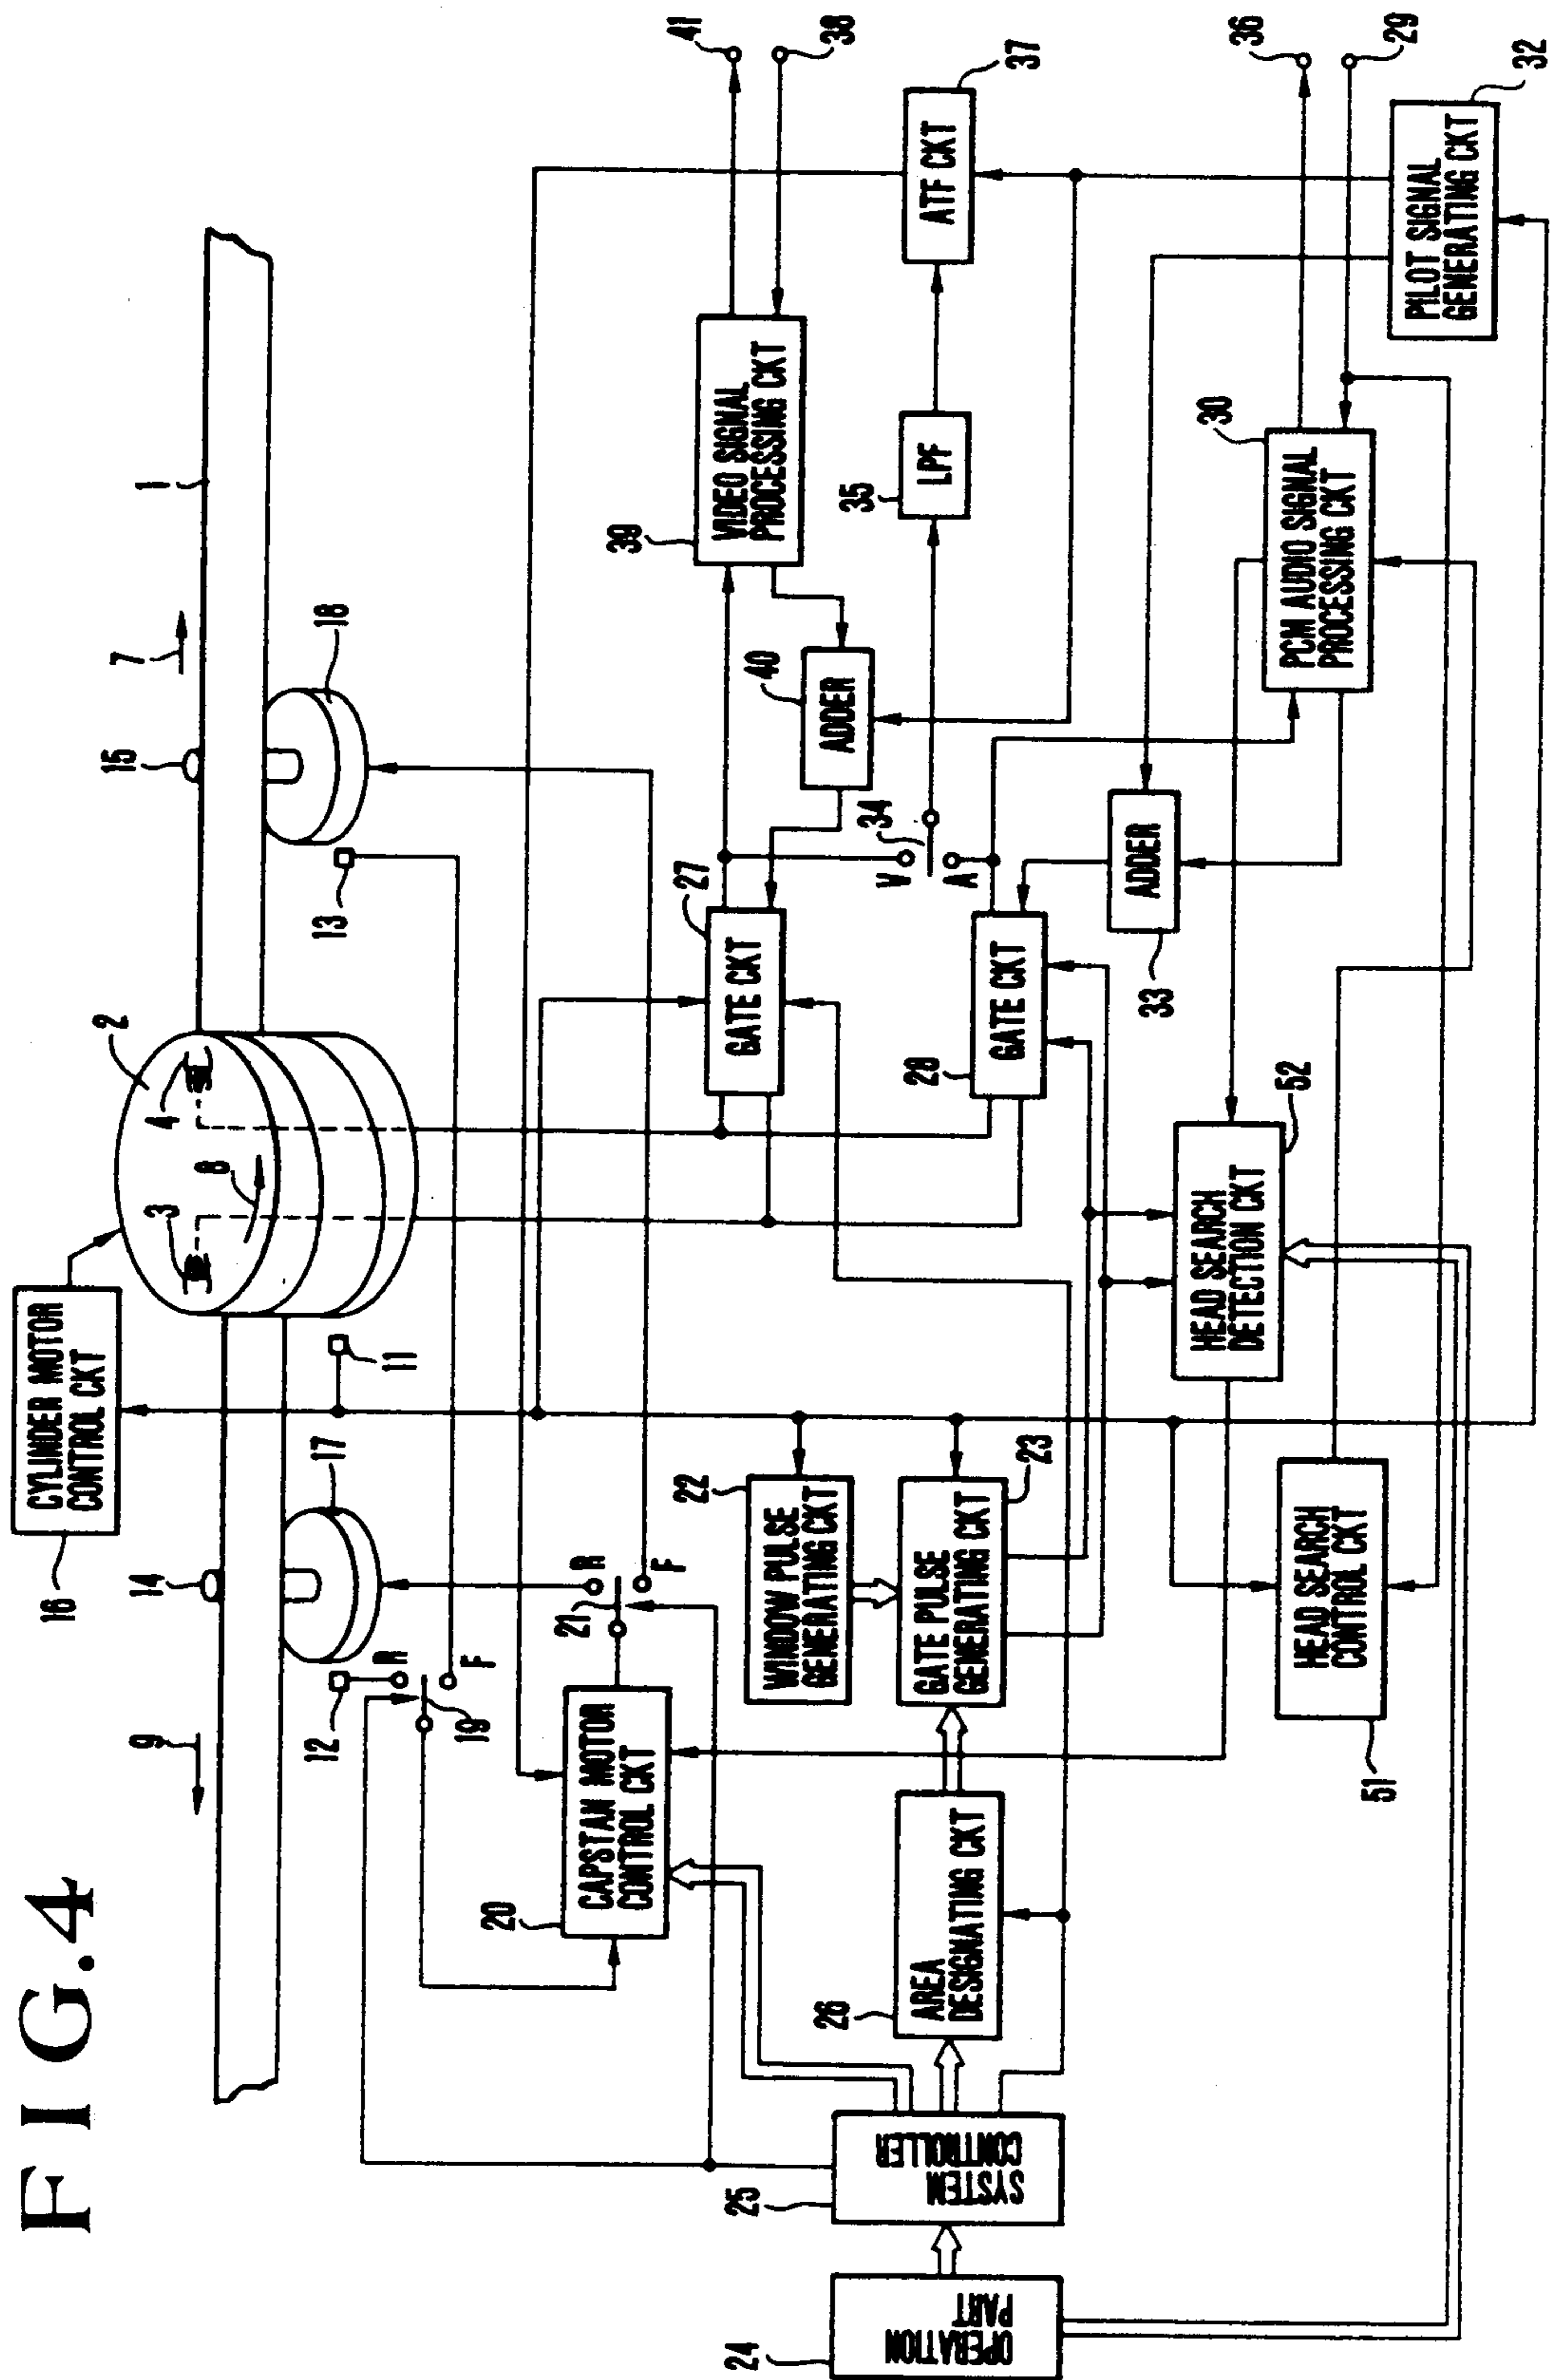 FIG.4
16
CYLINDER MOTOR
CONTROL CKT
2
3
4
8
9
7
1
14
17
15
18
12
11
13
R
F
19
20
CAPSTAN MOTOR
CONTROL CKT
21
R
F
22
WINDOW PULSE
GENERATING CKT
23
GATE PULSE
GENERATING CKT
24
OPERATION
PART
25
SYSTEM
CONTROLLER
26
AREA
DESIGNATING CKT
27
GATE CKT
28
GATE CKT
V
A
34
40
ADDER
39
VIDEO SIGNAL
PROCESSING CKT
41
38
35
LPF
37
ATF CKT
33
ADDER
30
PCM AUDIO SIGNAL
PROCESSING CKT
36
29
32
PILOT SIGNAL
GENERATING CKT
52
HEAD SEARCH
DETECTION CKT
51
HEAD SEARCH
CONTROL CKT